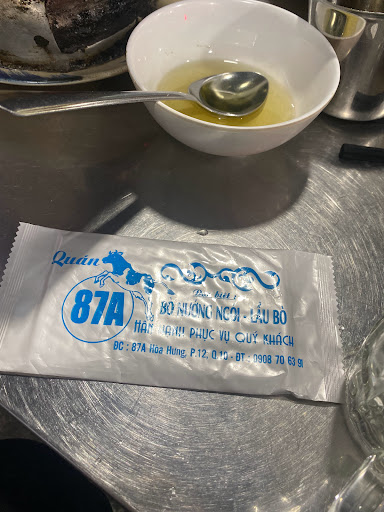 Quán
87A
Đặc biệt :
BÒ NƯỚNG NGÓI - LẨU BÒ
HÂN HẠNH PHỤC VỤ QUÝ KHÁCH
ĐC : 87A Hòa Hưng, P.12, Q.10 - ĐT : 0908 70 63 91